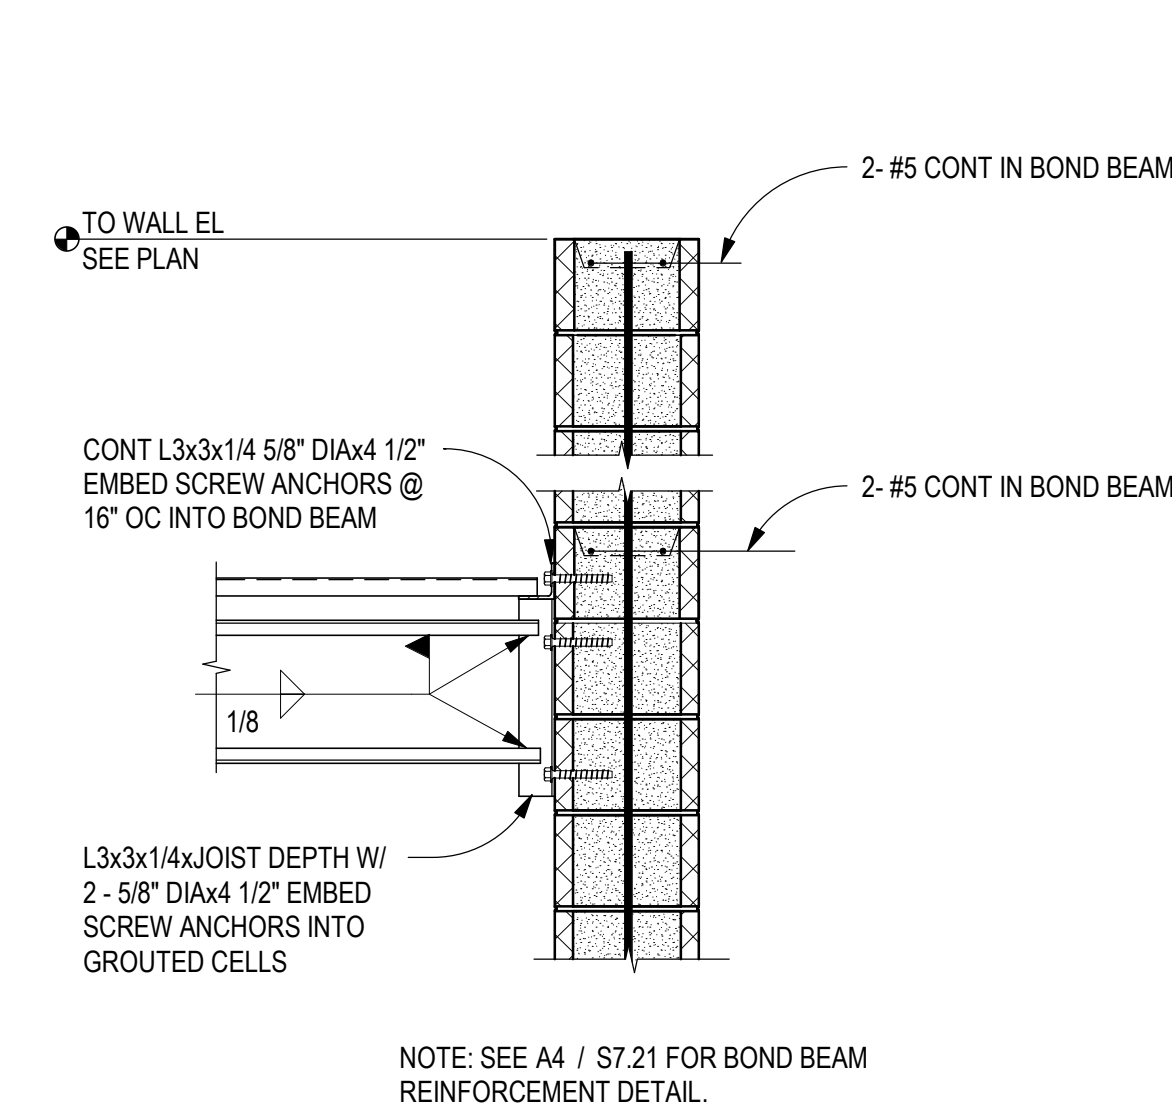 2- #5 CONT IN BOND BEAM
TO WALL EL
SEE PLAN
CONT L3x3x1/4 5/8" DIAx4 1/2"
EMBED SCREW ANCHORS @
16" OC INTO BOND BEAM
2- #5 CONT IN BOND BEAM
1/8
L3x3x1/4xJOIST DEPTH W/
2 - 5/8" DIAx4 1/2" EMBED
SCREW ANCHORS INTO
GROUTED CELLS
NOTE: SEE A4 / S7.21 FOR BOND BEAM
REINFORCEMENT DETAIL.